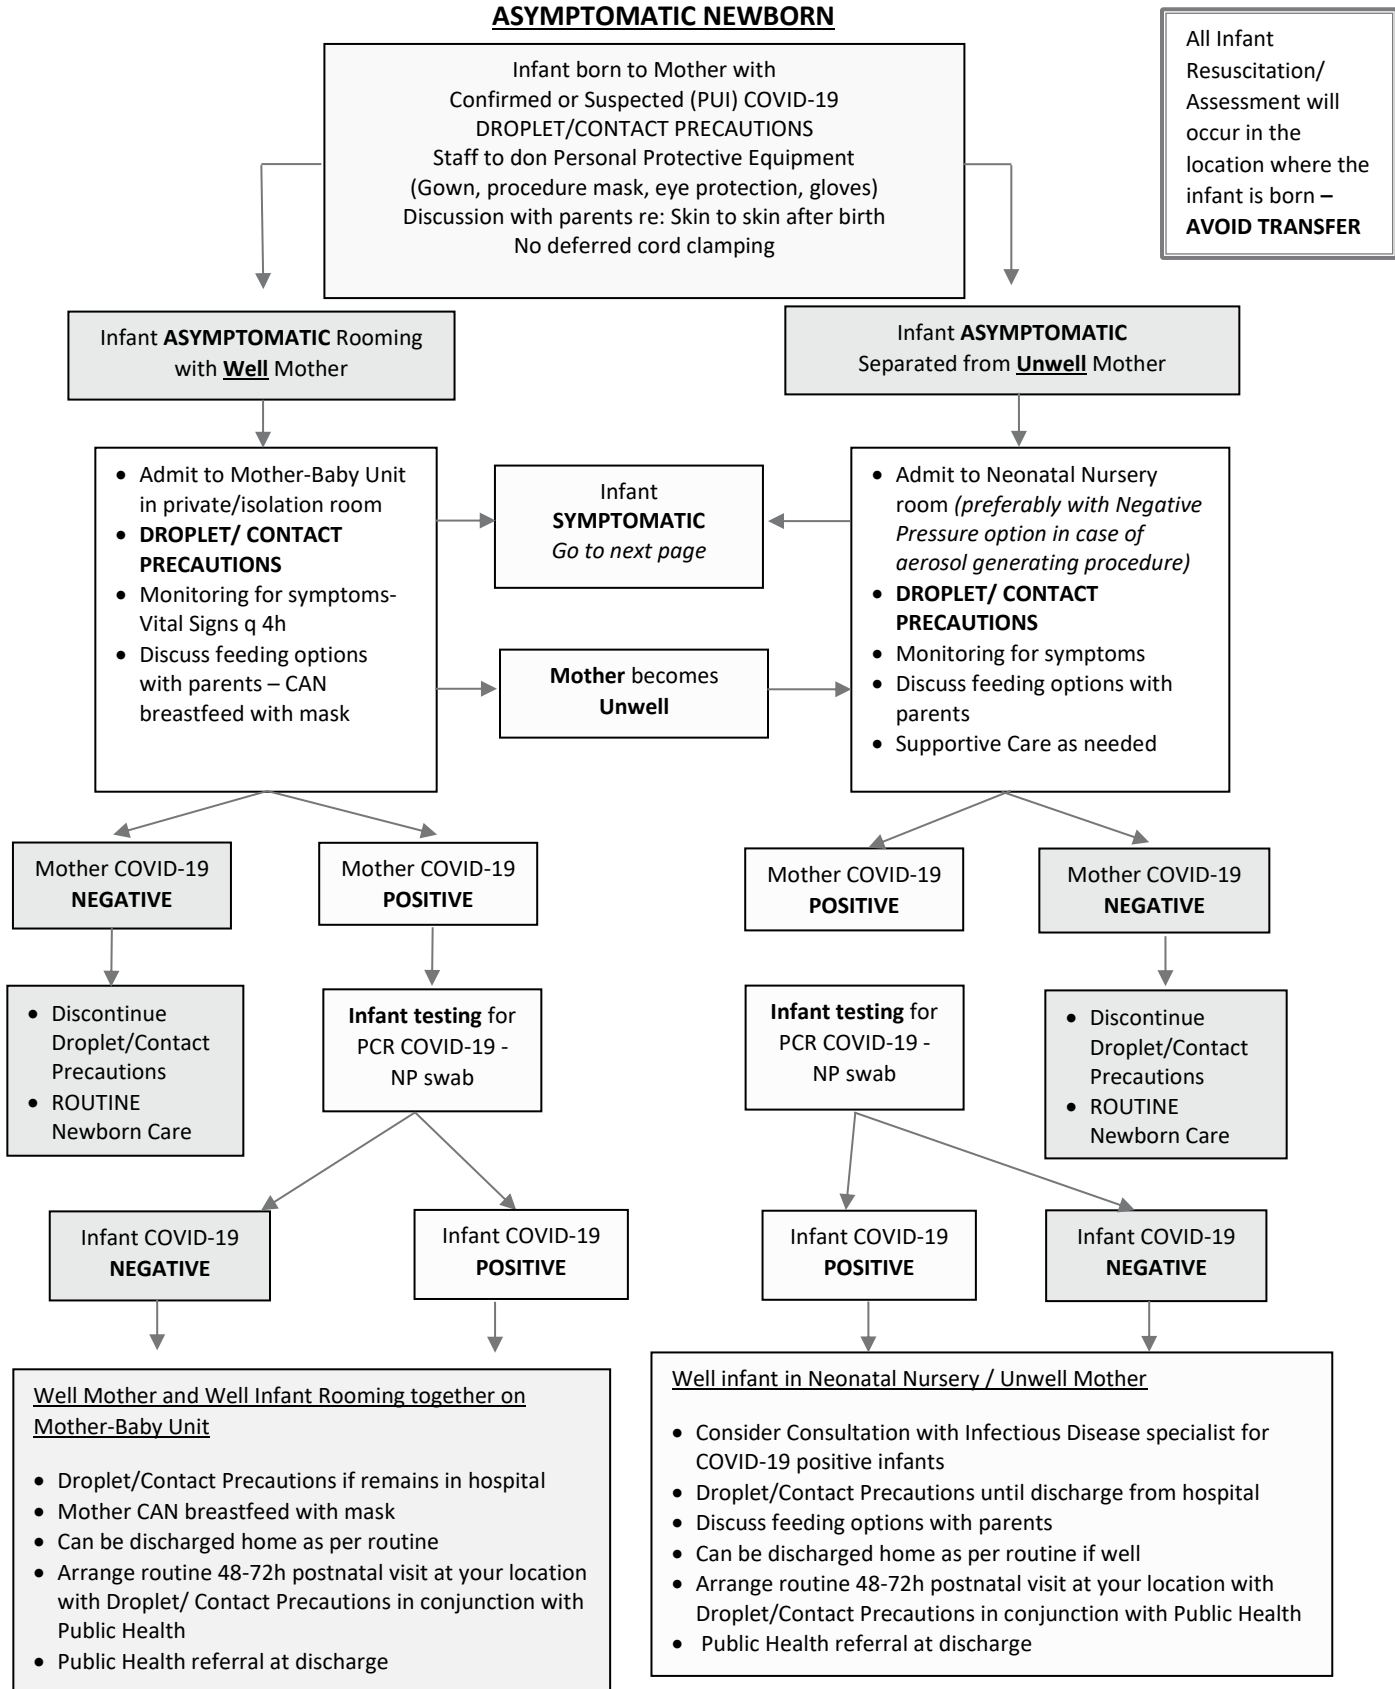 ASYMPTOMATIC NEWBORN
Infant born to Mother with
Confirmed or Suspected (PUI) COVID-19
DROPLET/CONTACT PRECAUTIONS
Staff to don Personal Protective Equipment
(Gown, procedure mask, eye protection, gloves)
Discussion with parents re: Skin to skin after birth
No deferred cord clamping
All Infant
Resuscitation/
Assessment will
occur in the
location where the
infant is born –
AVOID TRANSFER
Infant ASYMPTOMATIC Rooming
with Well Mother
Infant ASYMPTOMATIC
Separated from Unwell Mother
• Admit to Mother-Baby Unit
in private/isolation room
• DROPLET/ CONTACT
PRECAUTIONS
• Monitoring for symptoms-
Vital Signs q 4h
• Discuss feeding options
with parents – CAN
breastfeed with mask
Infant
SYMPTOMATIC
Go to next page
Mother becomes
Unwell
• Admit to Neonatal Nursery
room (preferably with Negative
Pressure option in case of
aerosol generating procedure)
• DROPLET/ CONTACT
PRECAUTIONS
• Monitoring for symptoms
• Discuss feeding options with
parents
• Supportive Care as needed
Mother COVID-19
NEGATIVE
Mother COVID-19
POSITIVE
Mother COVID-19
POSITIVE
Mother COVID-19
NEGATIVE
• Discontinue
Droplet/Contact
Precautions
• ROUTINE
Newborn Care
Infant testing for
PCR COVID-19 -
NP swab
Infant testing for
PCR COVID-19 -
NP swab
• Discontinue
Droplet/Contact
Precautions
• ROUTINE
Newborn Care
Infant COVID-19
NEGATIVE
Infant COVID-19
POSITIVE
Infant COVID-19
POSITIVE
Infant COVID-19
NEGATIVE
Well Mother and Well Infant Rooming together on
Mother-Baby Unit
• Droplet/Contact Precautions if remains in hospital
• Mother CAN breastfeed with mask
• Can be discharged home as per routine
• Arrange routine 48-72h postnatal visit at your location
with Droplet/ Contact Precautions in conjunction with
Public Health
• Public Health referral at discharge
Well infant in Neonatal Nursery / Unwell Mother
• Consider Consultation with Infectious Disease specialist for
COVID-19 positive infants
• Droplet/Contact Precautions until discharge from hospital
• Discuss feeding options with parents
• Can be discharged home as per routine if well
• Arrange routine 48-72h postnatal visit at your location with
Droplet/Contact Precautions in conjunction with Public Health
• Public Health referral at discharge